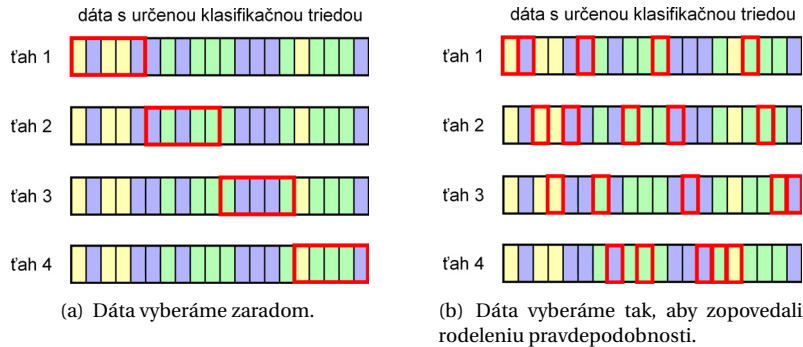 dáta s určenou klasifikačnou triedou
ťah 1
ťah 2
ťah 3
ťah 4
(a) Dáta vyberáme zaradom.
dáta s určenou klasifikačnou triedou
ťah 1
ťah 2
ťah 3
ťah 4
(b) Dáta vyberáme tak, aby zopovedali
rodeleniu pravdepodobnosti.